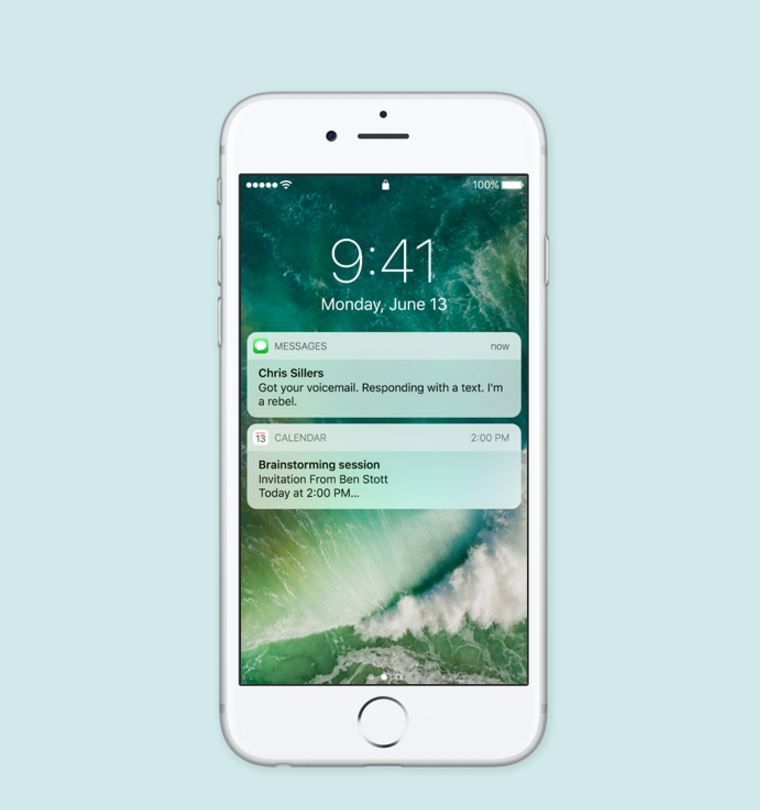 100%
9:41
Monday, June 13
MESSAGES now
Chris Sillers
Got your voicemail. Responding with a text. I'm
a rebel.
13 CALENDAR 2:00 PM
Brainstorming session
Invitation From Ben Stott
Today at 2:00 PM...